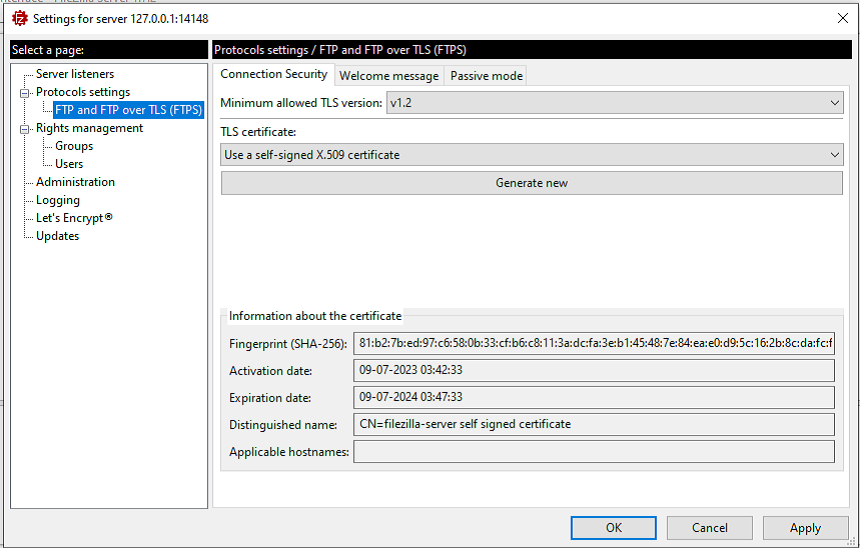 Settings for server 127.0.0.1:14148
Select a page:
Server listeners
Protocols settings
FTP and FTP over TLS (FTPS)
Rights management
Groups
Users
Administration
Logging
Let's Encrypt®
Updates
Protocols settings / FTP and FTP over TLS (FTPS)
Connection Security Welcome message Passive mode
Minimum allowed TLS version: v1.2
TLS certificate:
Use a self-signed X.509 certificate
Generate new
Information about the certificate
Fingerprint (SHA-256): 81:b2:7b:ed:97:c6:58:0b:33:cf:b6:c8:11:3a:dc:fa:3e:b1:45:48:7e:84:ea:e0:d9:5c:16:2b:8c:da:fc:f
Activation date: 09-07-2023 03:42:33
Expiration date: 09-07-2024 03:47:33
Distinguished name: CN=filezilla-server self signed certificate
Applicable hostnames:
OK Cancel Apply